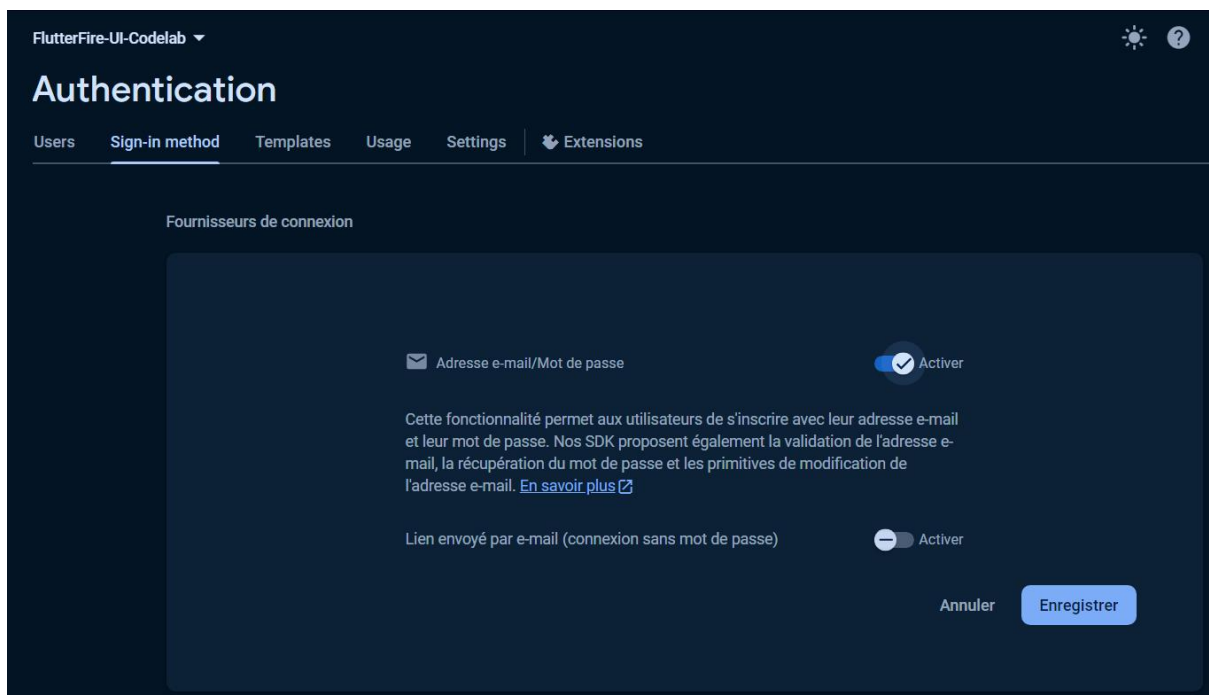 FlutterFire-UI-Codelab
Authentication
Users Sign-in method Templates Usage Settings Extensions
Fournisseurs de connexion
Adresse e-mail/Mot de passe Activer
Cette fonctionnalité permet aux utilisateurs de s'inscrire avec leur adresse e-mail
et leur mot de passe. Nos SDK proposent également la validation de l'adresse e-
mail, la récupération du mot de passe et les primitives de modification de
l'adresse e-mail. En savoir plus
Lien envoyé par e-mail (connexion sans mot de passe) Activer
Annuler Enregistrer